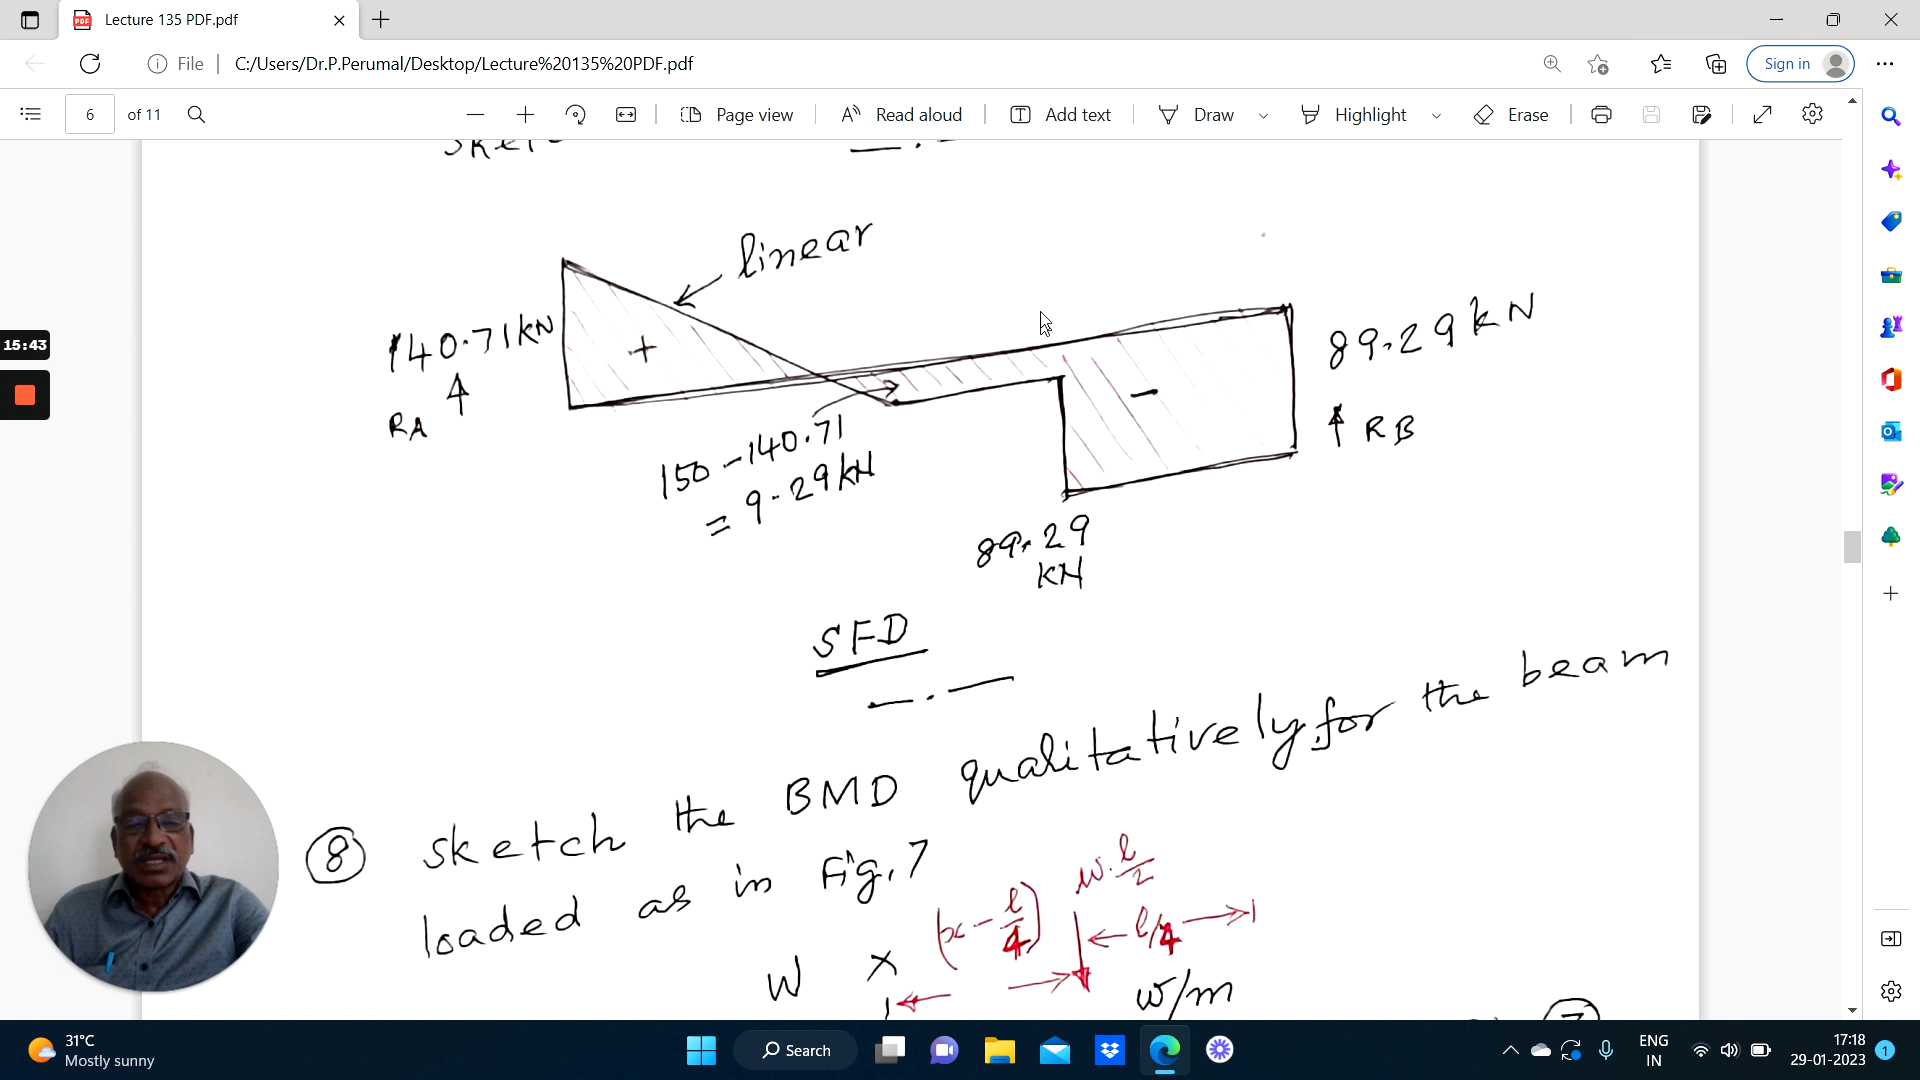 Lecture 135 PDF.pdf
File
C:/Users/Dr.P.Perumal/Desktop/Lecture%20135%20PDF.pdf
Sign in
6 of 11
Page view
Read aloud
Add text
Draw
Highlight
Erase
15:43
linear
140.71 kN
RA
+
-
89.29 kN
RB
150 - 140.71
= 9.29 kN
89.29
kN
SFD
8 sketch the BMD qualitatively for the beam
loaded as in Fig. 7
(x - l/4)
w. l/2
l/4
W
x
w/m
31°C
Mostly sunny
Search
ENG
IN
17:18
29-01-2023
1